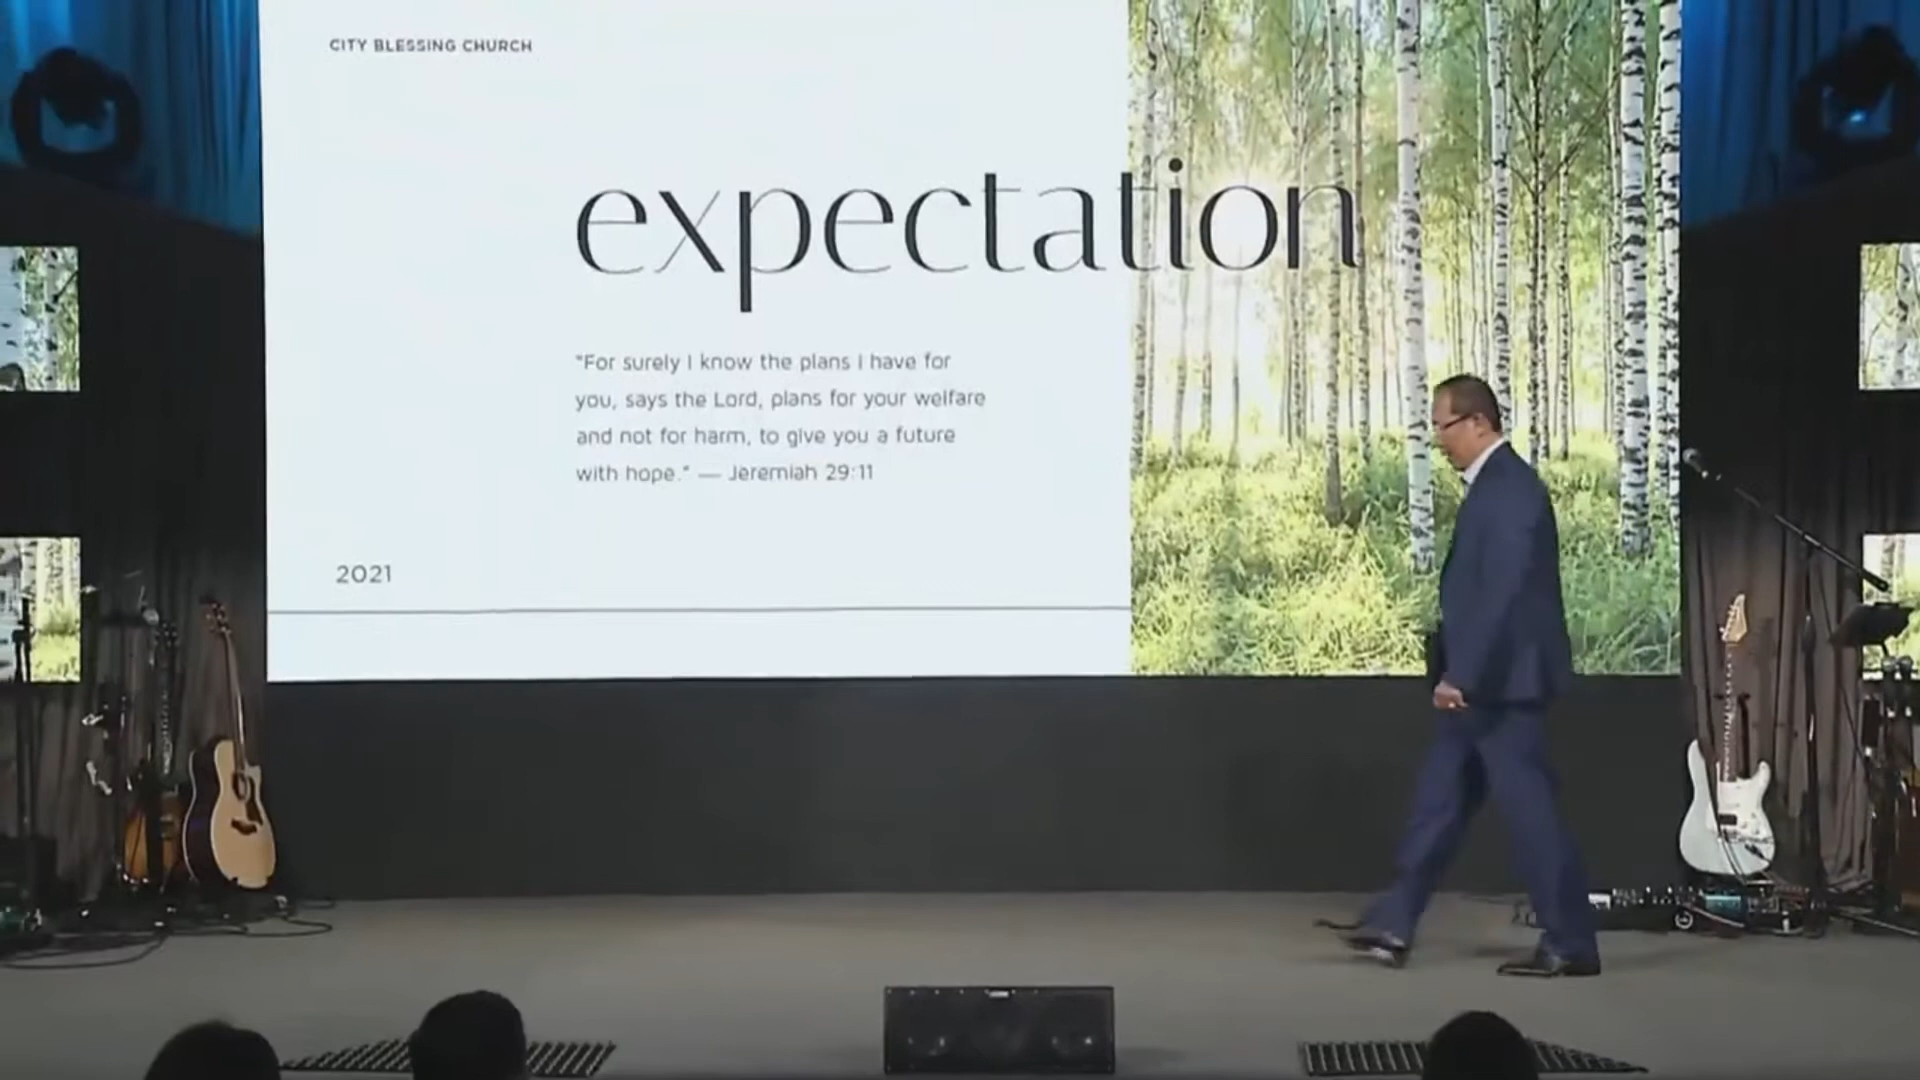 CITY BLESSING CHURCH
expectation
"For surely I know the plans I have for
you, says the Lord, plans for your welfare
and not for harm, to give you a future
with hope." — Jeremiah 29:11
2021